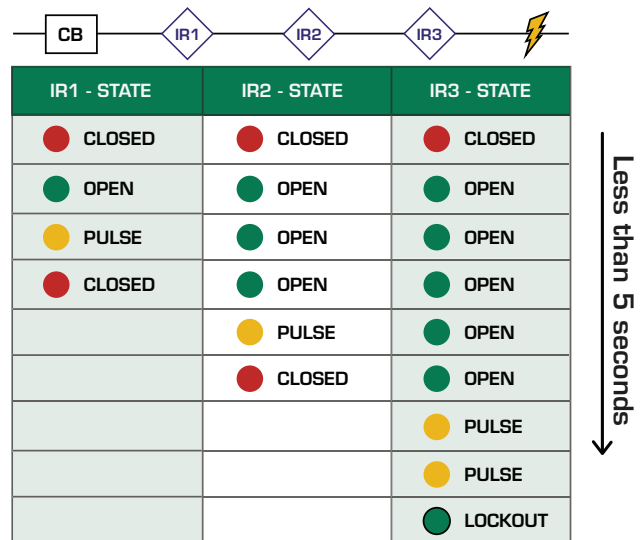 CB IR1 IR2 IR3
IR1 - STATE IR2 - STATE IR3 - STATE
CLOSED CLOSED CLOSED
OPEN OPEN OPEN
PULSE OPEN OPEN
CLOSED OPEN OPEN
PULSE OPEN
CLOSED OPEN
PULSE
PULSE
LOCKOUT
Less than 5 seconds